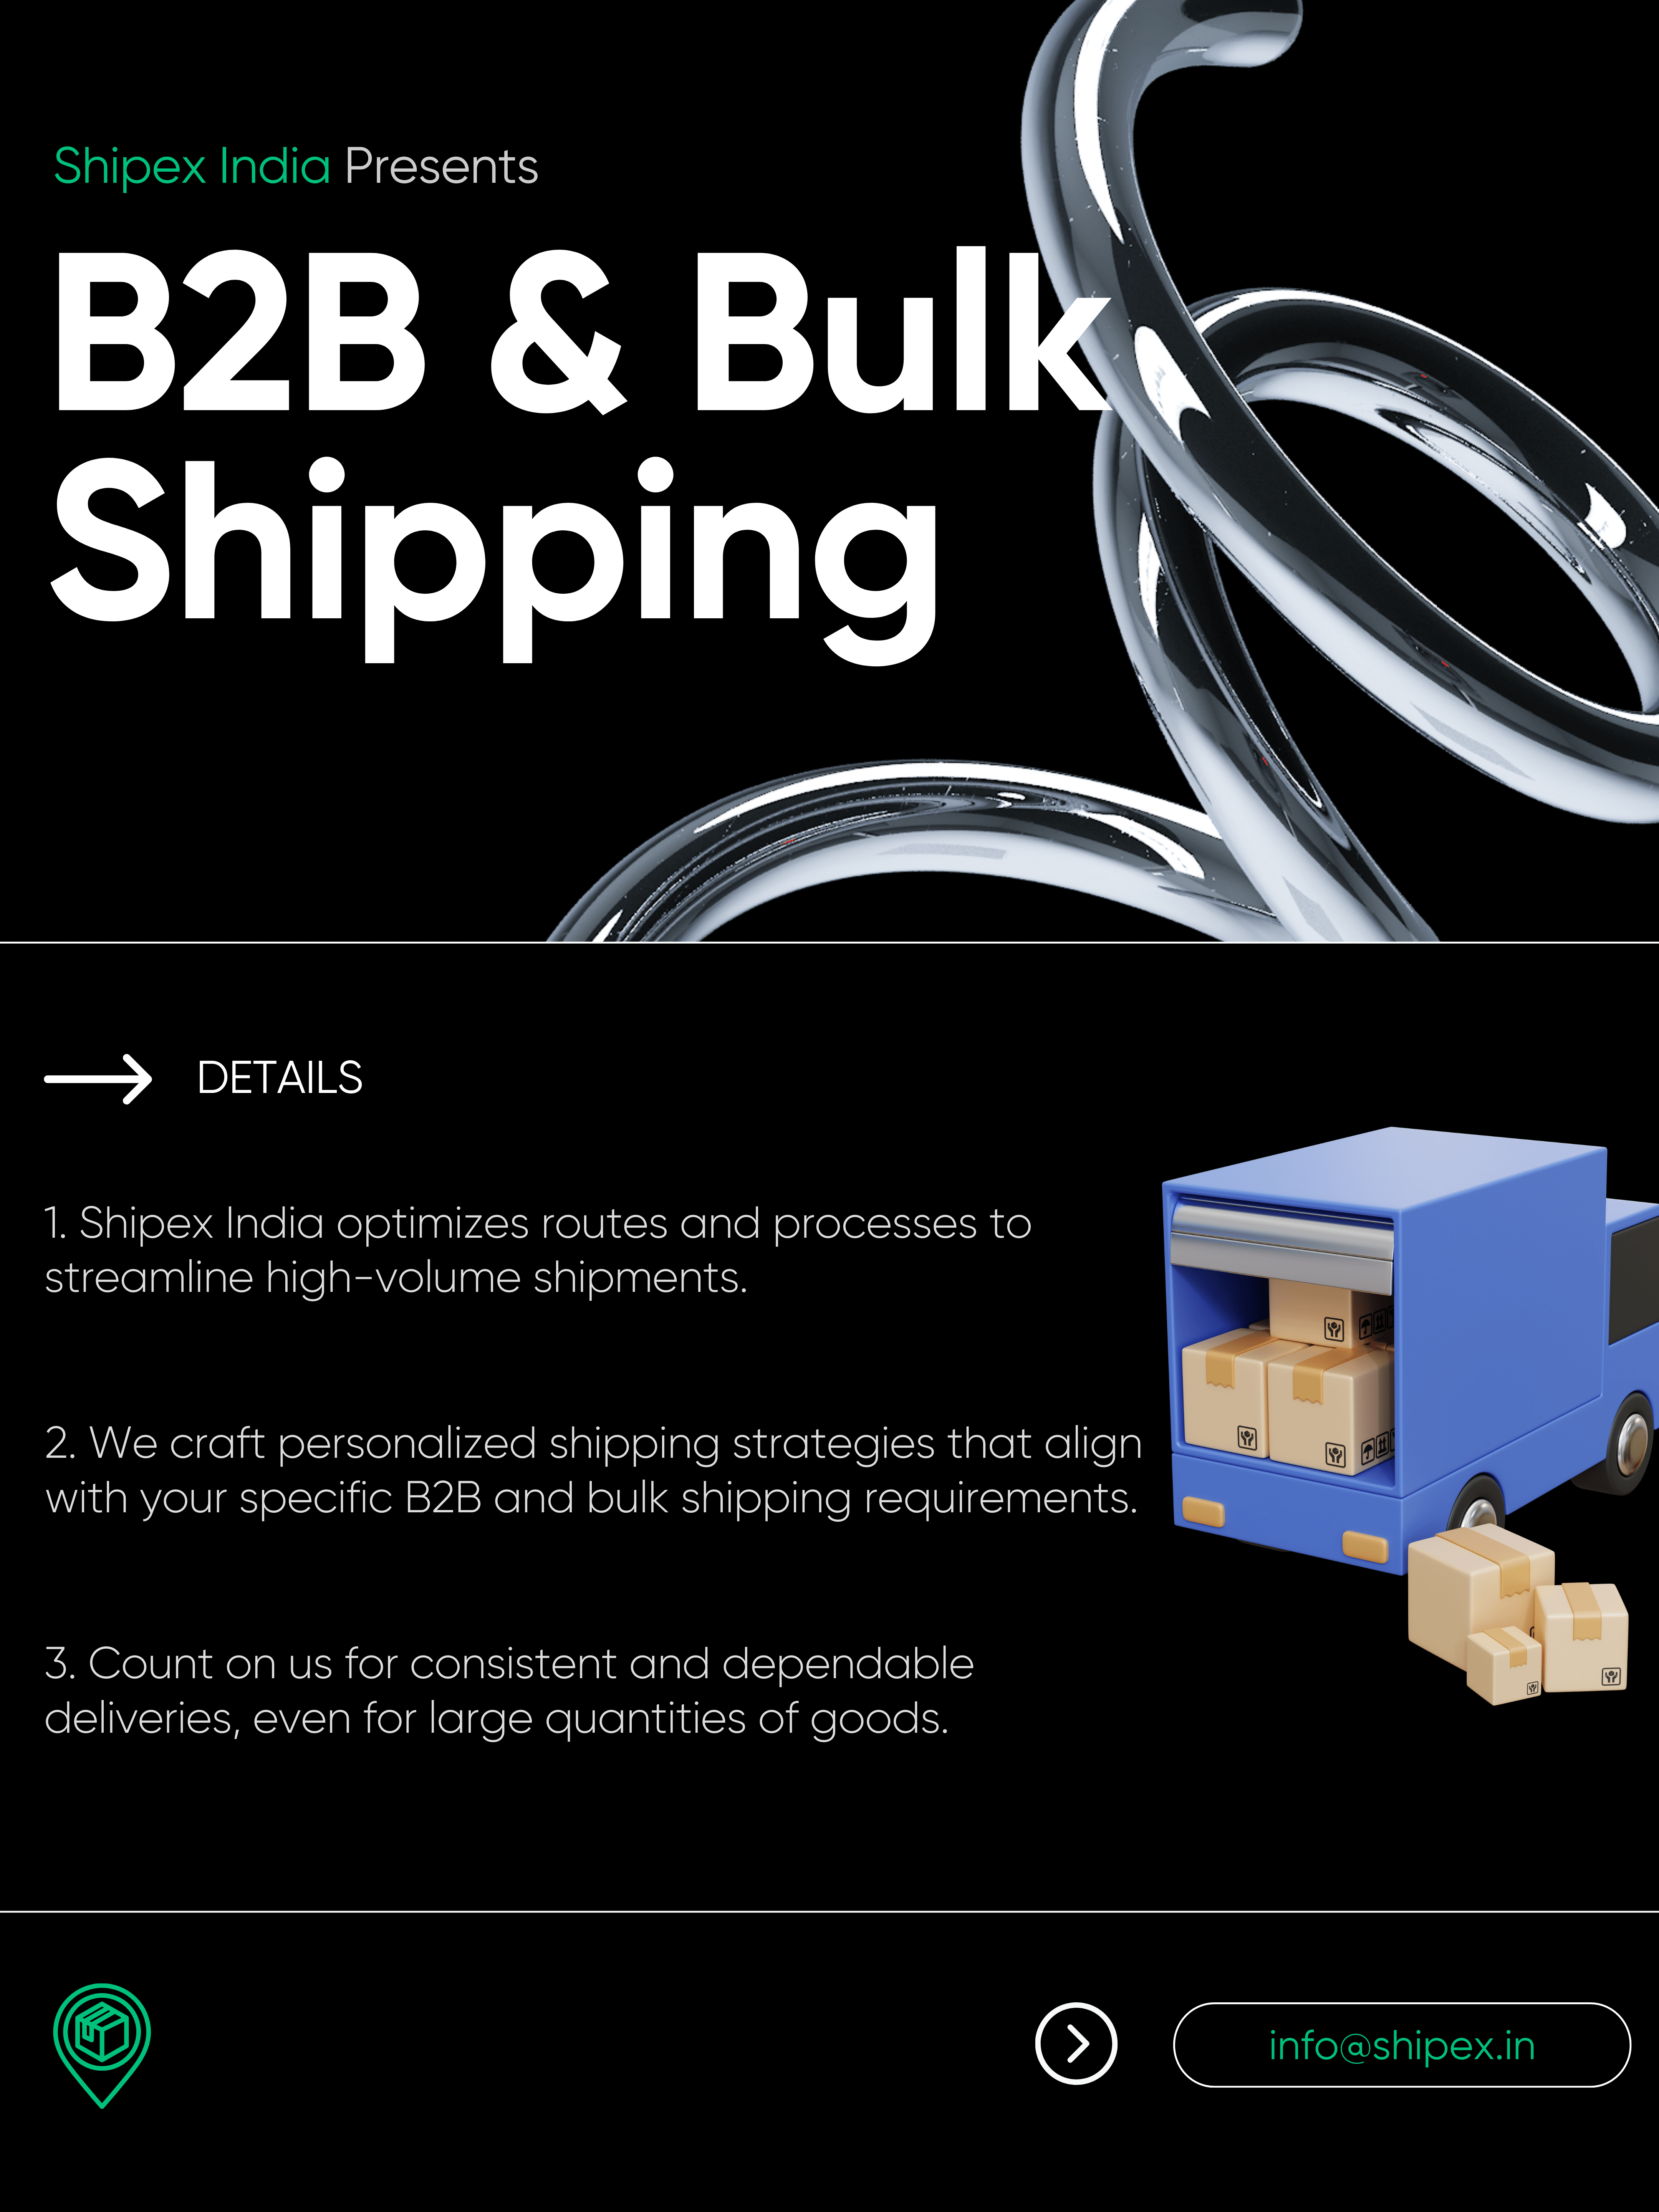 Shipex India Presents
B2B & Bulk
Shipping
DETAILS
1. Shipex India optimizes routes and processes to
streamline high-volume shipments.
2. We craft personalized shipping strategies that align
with your specific B2B and bulk shipping requirements.
3. Count on us for consistent and dependable
deliveries, even for large quantities of goods.
info@shipex.in